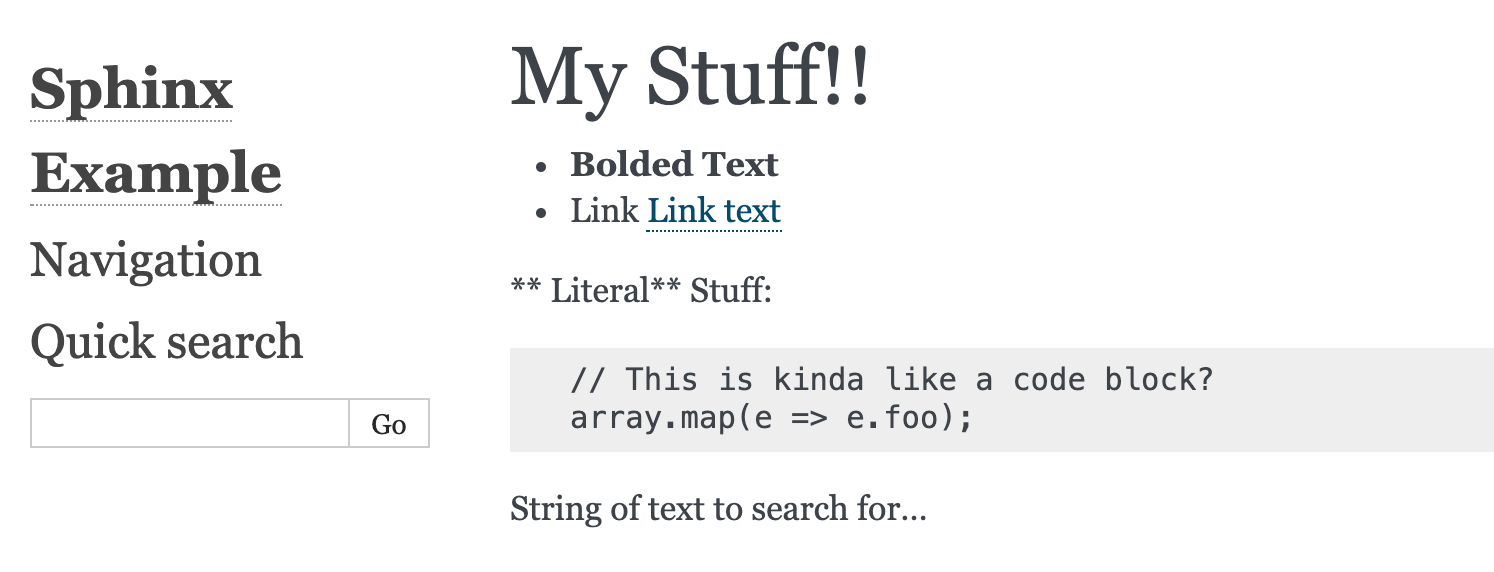 Sphinx
Example
Navigation
Quick search
Go
My Stuff!!
• Bolded Text
• Link Link text
** Literal** Stuff:
// This is kinda like a code block?
array.map(e => e.foo);
String of text to search for...